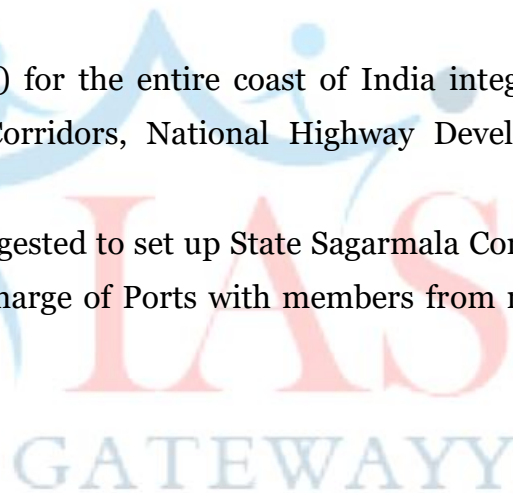 ) for the entire coast of India integ
Corridors, National Highway Devel
gested to set up State Sagarmala Co
harge of Ports with members from
IAS
GATEWAYY